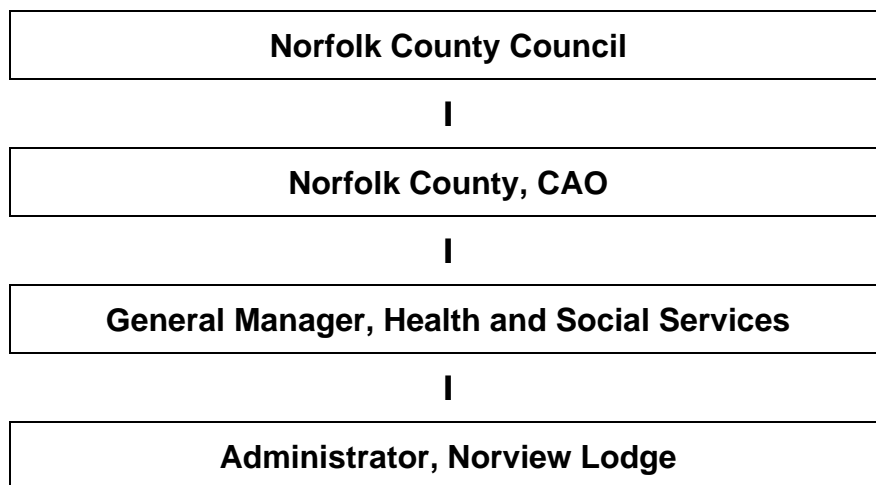 Norfolk County Council
Norfolk County, CAO
General Manager, Health and Social Services
Administrator, Norview Lodge